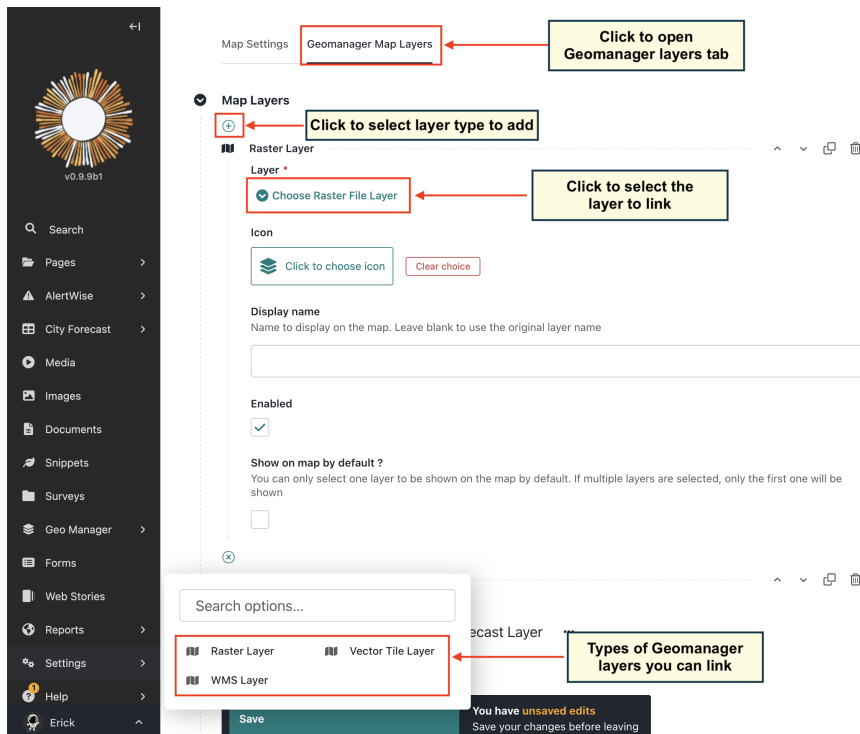 Map Settings
Geomanager Map Layers
Click to open
Geomanager layers tab
v0.9.9b1
Search
Pages
AlertWise
City Forecast
Media
Images
Documents
Snippets
Surveys
Geo Manager
Forms
Web Stories
Reports
Settings
1
Help
Erick
Map Layers
Click to select layer type to add
Raster Layer
Layer *
Choose Raster File Layer
Click to select the
layer to link
Icon
Click to choose icon
Clear choice
Display name
Name to display on the map. Leave blank to use the original layer name
Enabled
Show on map by default ?
You can only select one layer to be shown on the map by default. If multiple layers are selected, only the first one will be
shown
Search options...
Raster Layer
Vector Tile Layer
WMS Layer
ecast Layer
Types of Geomanager
layers you can link
Save
You have unsaved edits
Save your changes before leaving